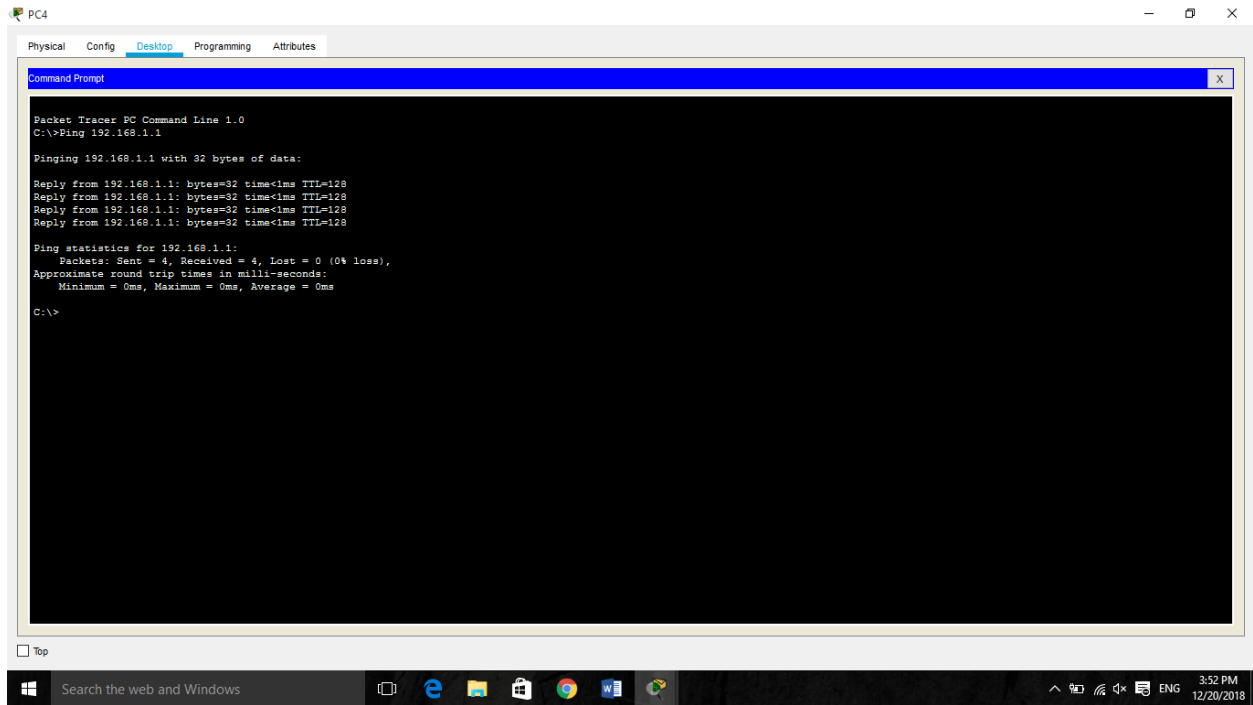 PC4
Physical Config Desktop Programming Attributes
Command Prompt
X
Packet Tracer PC Command Line 1.0
C:\>Ping 192.168.1.1
Pinging 192.168.1.1 with 32 bytes of data:
Reply from 192.168.1.1: bytes=32 time<1ms TTL=128
Reply from 192.168.1.1: bytes=32 time<1ms TTL=128
Reply from 192.168.1.1: bytes=32 time<1ms TTL=128
Reply from 192.168.1.1: bytes=32 time<1ms TTL=128
Ping statistics for 192.168.1.1:
Packets: Sent = 4, Received = 4, Lost = 0 (0% loss),
Approximate round trip times in milli-seconds:
Minimum = 0ms, Maximum = 0ms, Average = 0ms
C:\>
Top
Search the web and Windows
ENG
3:52 PM
12/20/2018